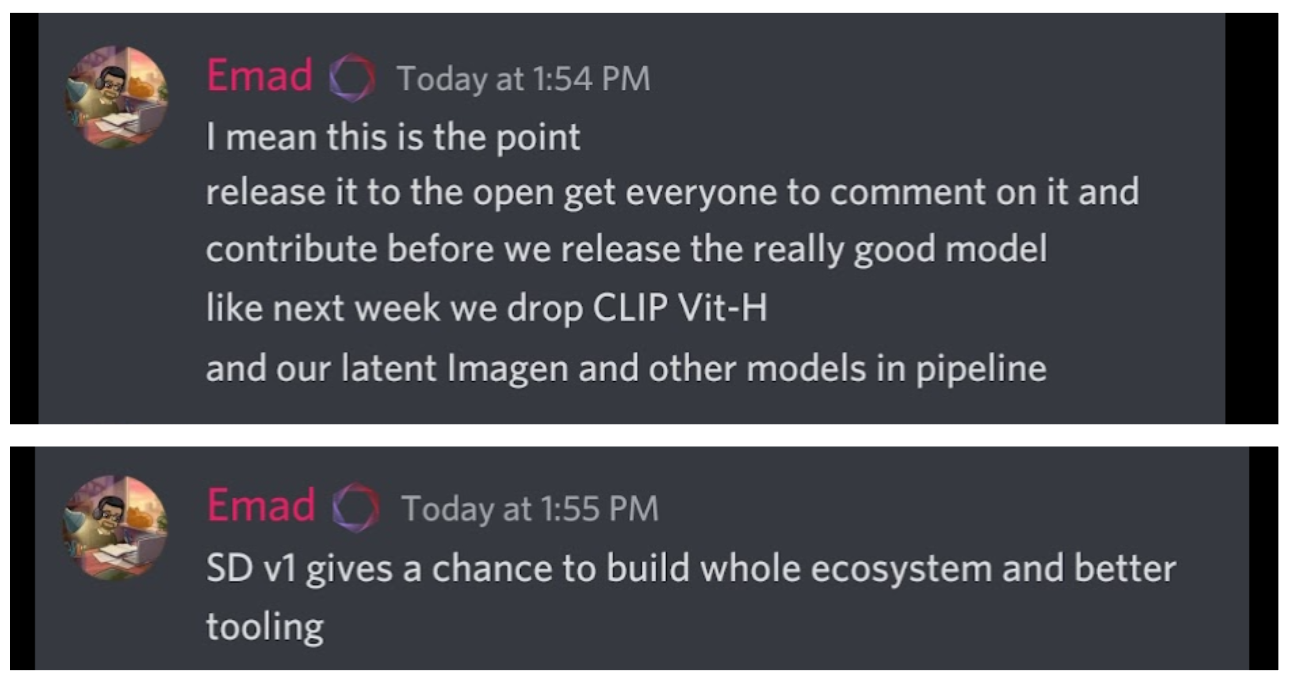 Emad Today at 1:54 PM
I mean this is the point
release it to the open get everyone to comment on it and
contribute before we release the really good model
like next week we drop CLIP Vit-H
and our latent Imagen and other models in pipeline
Emad Today at 1:55 PM
SD v1 gives a chance to build whole ecosystem and better
tooling